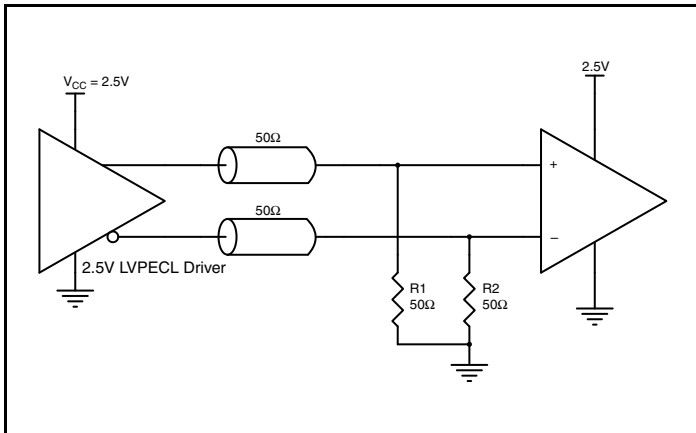 V_CC = 2.5V
2.5V
50Ω
50Ω
+
–
2.5V LVPECL Driver
R1
50Ω
R2
50Ω